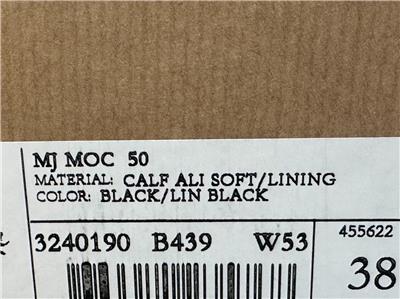 MJ MOC 50
MATERIAL: CALF ALI SOFT/LINING
COLOR: BLACK/LIN BLACK
3240190 B439 W53
455622
38